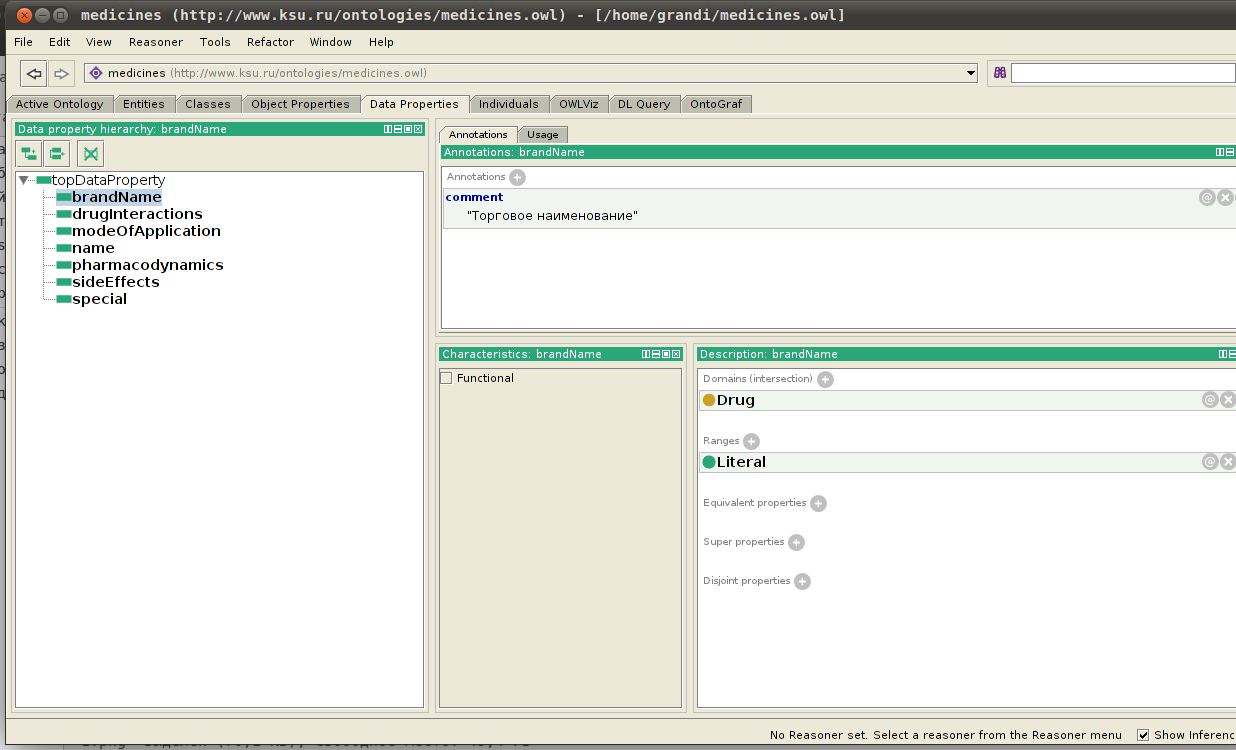 medicines (http://www.ksu.ru/ontologies/medicines.owl) - [/home/grandi/medicines.owl]
File Edit View Reasoner Tools Refactor Window Help
medicines (http://www.ksu.ru/ontologies/medicines.owl)
Active Ontology Entities Classes Object Properties Data Properties Individuals OWLViz DL Query OntoGraf
Data property hierarchy: brandName
topDataProperty
brandName
drugInteractions
modeOfApplication
name
pharmacodynamics
sideEffects
special
Annotations Usage
Annotations: brandName
Annotations
comment
"Торговое наименование"
Characteristics: brandName
Functional
Description: brandName
Domains (intersection)
Drug
Ranges
Literal
Equivalent properties
Super properties
Disjoint properties
No Reasoner set. Select a reasoner from the Reasoner menu
Show Inferenc